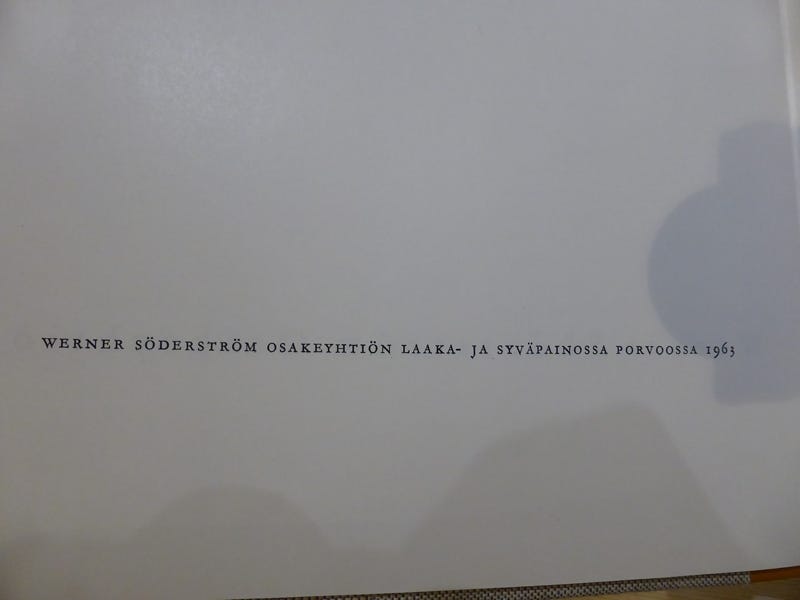 WERNER SÖDERSTRÖM OSAKEYHTIÖN LAAKA- JA SYVÄPAINOSSA PORVOOSSA 1963